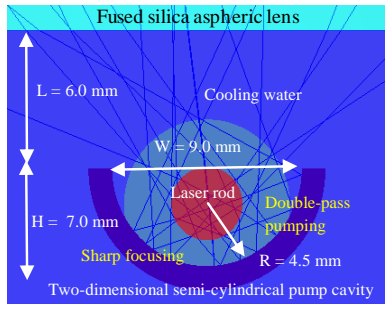 Fused silica aspheric lens
L = 6.0 mm
Cooling water
W = 9.0 mm
Laser rod
Double-pass
pumping
H = 7.0 mm
Sharp focusing
R = 4.5 mm
Two-dimensional semi-cylindrical pump cavity